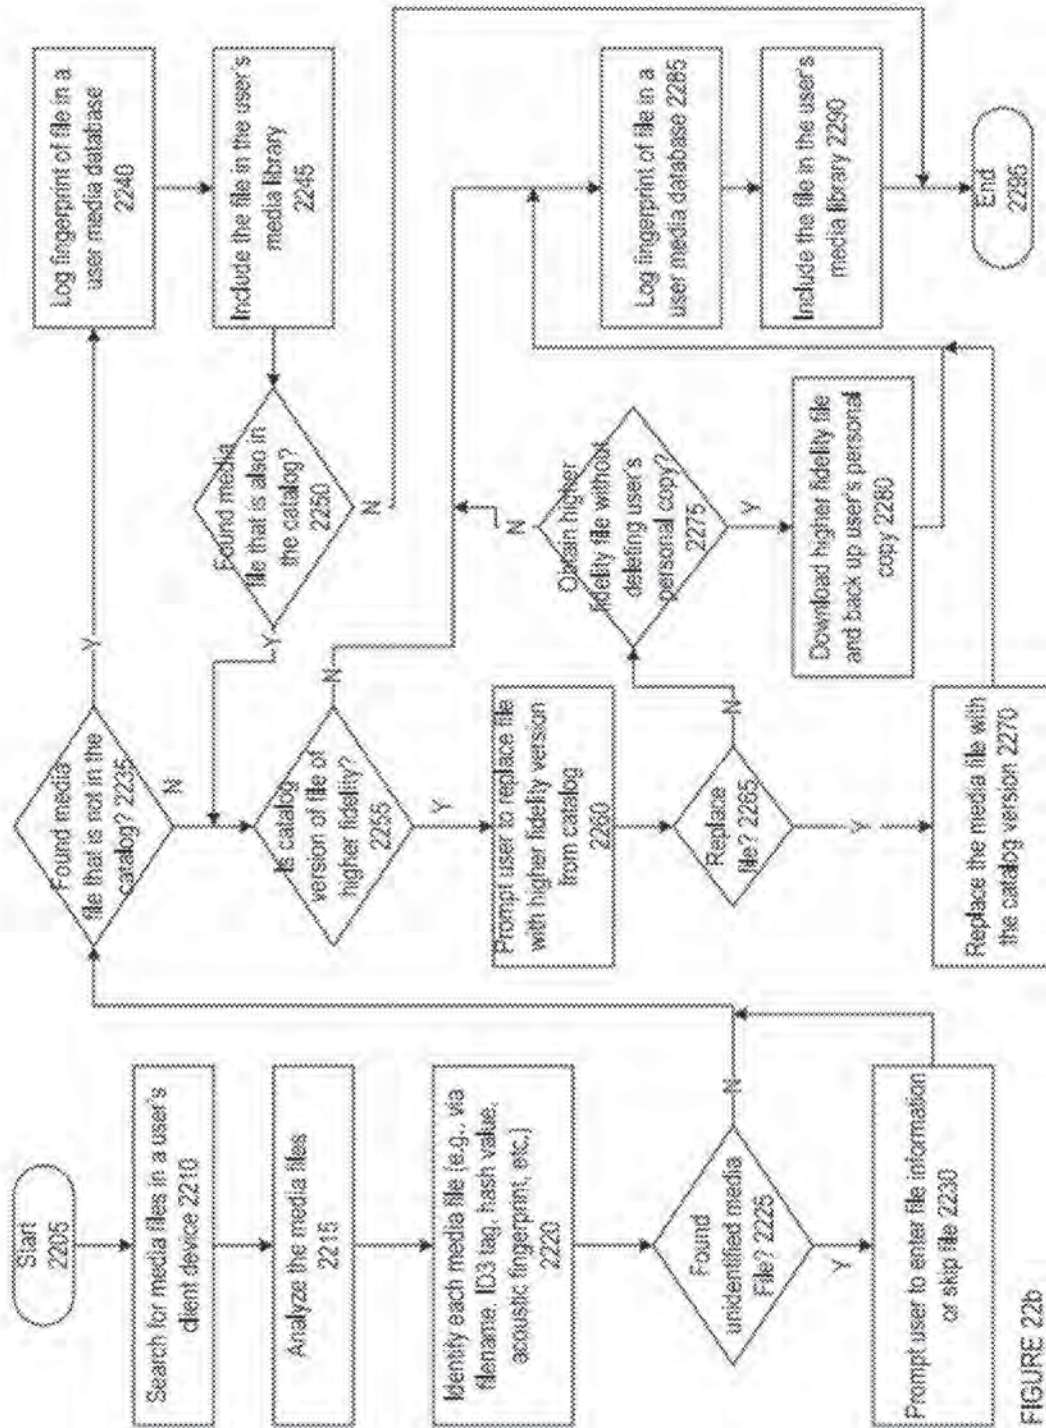 Start
2205
Search for media files in a user's
client device 2210
Analyze the media files
2215
Identify each media file (e.g., via
filename, ID3 tag, hash value,
acoustic fingerprint, etc.)
2220
Found
unidentified media
File? 2225
N
Y
Prompt user to enter file information
or skip file 2230
Found media
file that is not in the
catalog? 2235
Y
N
Log fingerprint of file in a
user media database
2240
Include the file in the user's
media library
2245
Found media
file that is also in
the catalog?
2250
Y
N
Is catalog
version of file of
higher fidelity?
2255
N
Y
Prompt user to replace file
with higher fidelity version
from catalog
2260
Replace
file? 2265
N
Y
Replace the media file with
the catalog version 2270
Obtain higher
fidelity file without
deleting user's
personal copy?
2275
N
Y
Download higher fidelity file
and back up user's personal
copy 2280
Log fingerprint of file in a
user media database 2285
Include the file in the user's
media library 2290
End
2295
FIGURE 22b